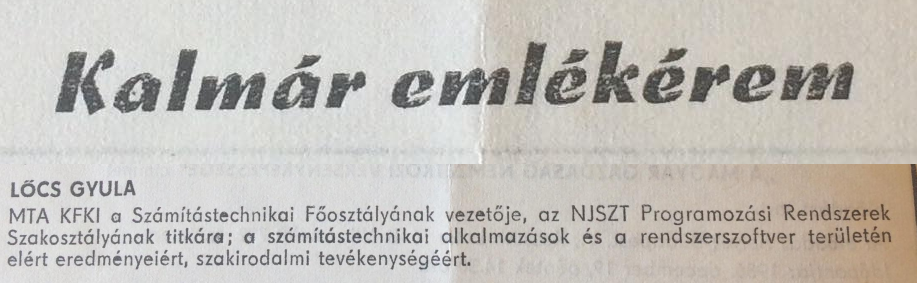 Kalmár emlékérem
LŐCS GYULA
MTA KFKI a Számítástechnikai Főosztályának vezetője, az NJSZT Programozási Rendszerek
Szakosztályának titkára; a számítástechnikai alkalmazások és a rendszerszoftver területén
elért eredményeiért, szakirodalmi tevékenységéért.